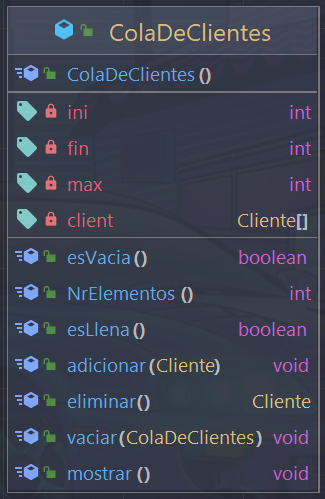 ColaDeClientes
ColaDeClientes()
ini int
fin int
max int
client Cliente[]
esVacia() boolean
NrElementos () int
esLlena() boolean
adicionar(Cliente) void
eliminar() Cliente
vaciar(ColaDeClientes) void
mostrar() void